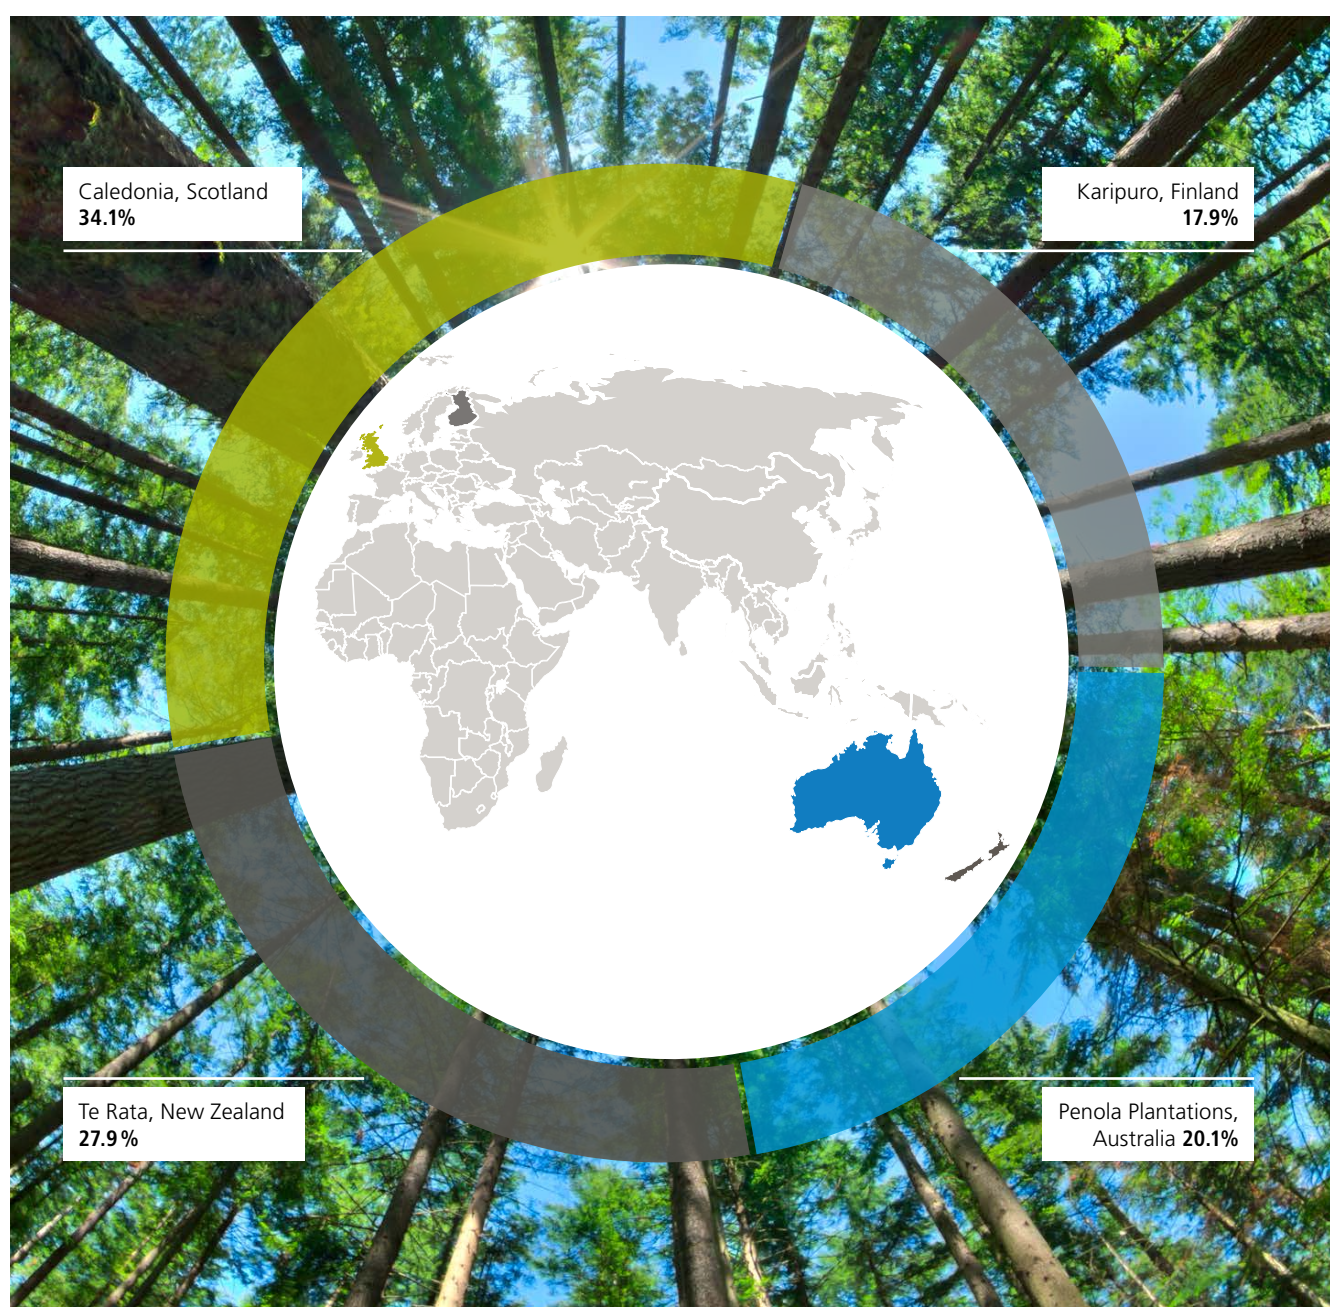 Caledonia, Scotland
34.1%
Karipuro, Finland
17.9%
Te Rata, New Zealand
27.9 %
Penola Plantations,
Australia 20.1%